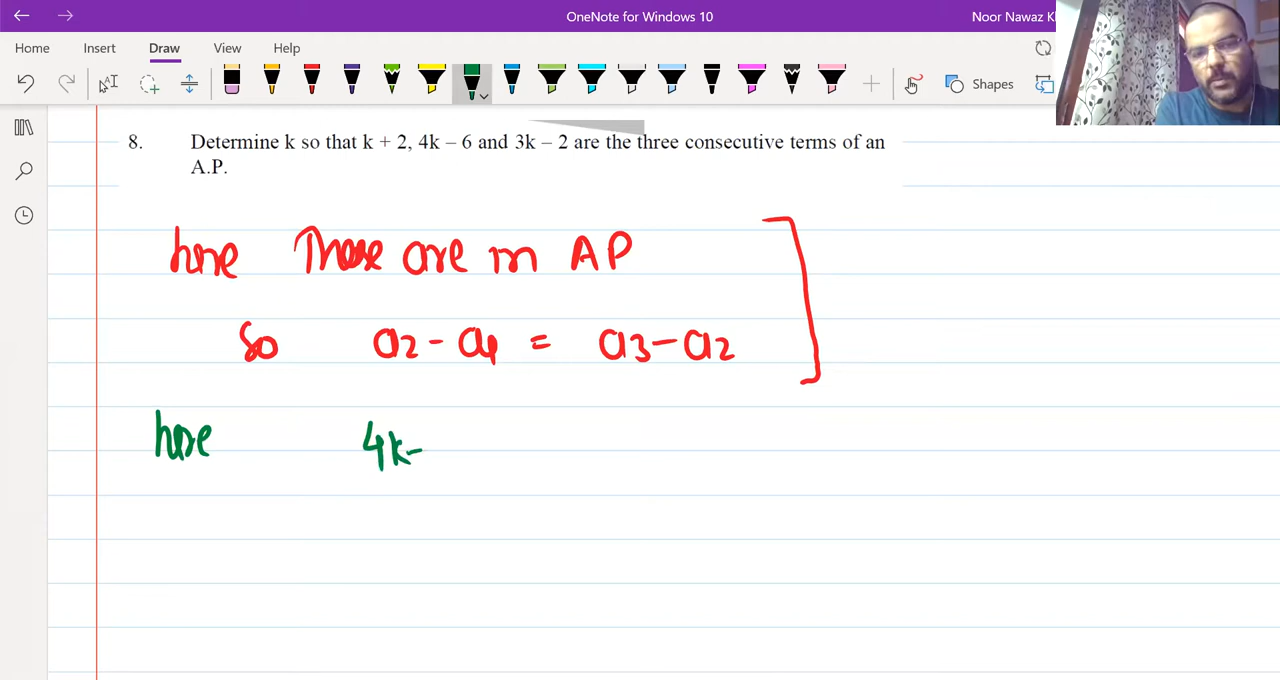 OneNote for Windows 10
Noor Nawaz Kh
Home Insert Draw View Help
Shapes
8. Determine k so that k + 2, 4k – 6 and 3k – 2 are the three consecutive terms of an
A.P.
here These are in AP
So a2 - a1 = a3 - a2
here 4k-